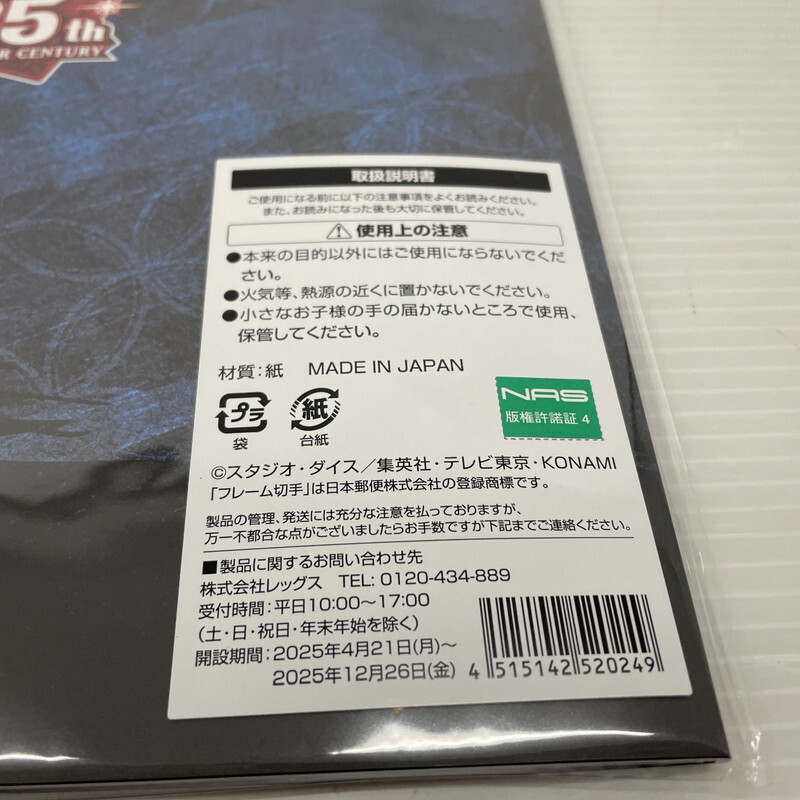 5th
CENTURY
取扱説明書
ご使用になる前に以下の注意事項をよくお読みください。
また、お読みになった後も大切に保管してください。
使用上の注意
●本来の目的以外にはご使用にならないでくだ
さい。
●火気等、熱源の近くに置かないでください。
●小さなお子様の手の届かないところで使用、
保管してください。
材質:紙 MADE IN JAPAN
プラ
袋
紙
台紙
NAS
版権許諾証 4
©スタジオ・ダイス/集英社・テレビ東京・KONAMI
「フレーム切手」は日本郵便株式会社の登録商標です。
製品の管理、発送には充分な注意を払っておりますが、
万一不都合な点がございましたらお手数ですが下記までご連絡ください。
■製品に関するお問い合わせ先
株式会社レッグス TEL: 0120-434-889
受付時間:平日10:00〜17:00
(土・日・祝日・年末年始を除く)
開設期間:2025年4月21日(月)〜
2025年12月26日(金)
4 515142 520249